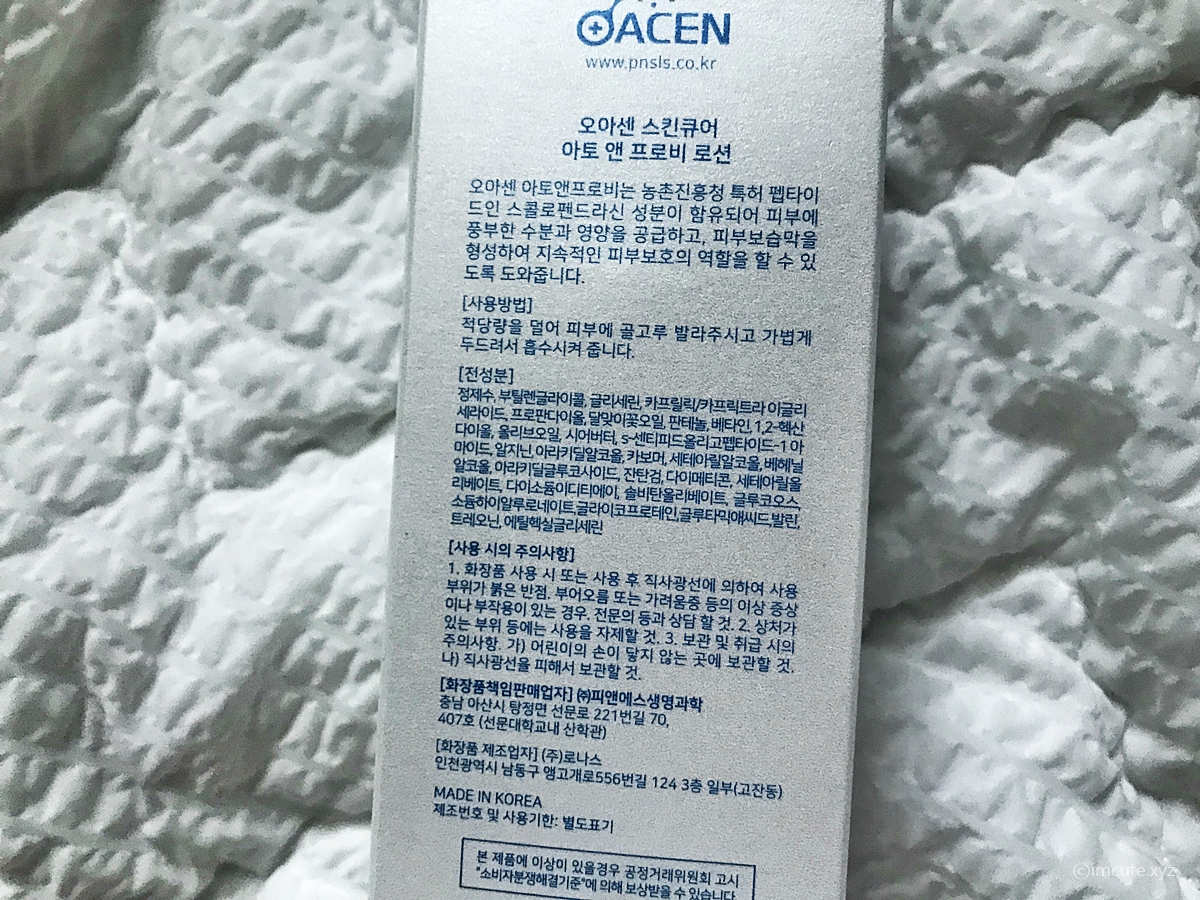 OACEN
www.pnsls.co.kr
오아센 스킨큐어
아토 앤 프로비 로션
오아센 아토앤프로비는 농촌진흥청 특허 펩타이
드인 스콜로펜드라신 성분이 함유되어 피부에
풍부한 수분과 영양을 공급하고, 피부보습막을
형성하여 지속적인 피부보호의 역할을 할 수 있
도록 도와줍니다.
[사용방법]
적당량을 덜어 피부에 골고루 발라주시고 가볍게
두드려서 흡수시켜 줍니다.
[전성분]
정제수, 부틸렌글라이콜, 글리세린, 카프릴릭/카프릭트라 이글리
세라이드, 프로판다이올, 달맞이꽃오일, 판테놀, 베타인, 1,2-헥산
다이올, 올리브오일, 시어버터, s-센티피드올리고펩타이드-1 아
마이드, 알지닌, 아라키딜알코올, 카보머, 세테아릴알코올, 베헤닐
알코올, 아라키딜글루코사이드, 잔탄검, 다이메티콘, 세테아릴올
리베이트, 다이소듐이디티에이, 솔비탄올리베이트, 글루코오스,
소듐하이알루로네이트,글라이코프로테인,글루타믹애씨드,발린,
트레오닌, 에틸헥실글리세린
[사용 시의 주의사항]
1. 화장품 사용 시 또는 사용 후 직사광선에 의하여 사용
부위가 붉은 반점, 부어오름 또는 가려움증 등의 이상 증상
이나 부작용이 있는 경우, 전문의 등과 상담 할 것. 2. 상처가
있는 부위 등에는 사용을 자제할 것. 3. 보관 및 취급 시의
주의사항. 가) 어린이의 손이 닿지 않는 곳에 보관할 것.
나) 직사광선을 피해서 보관할 것.
[화장품책임판매업자] ㈜피앤에스생명과학
충남 아산시 탕정면 선문로 221번길 70,
407호 (선문대학교내 산학관)
[화장품 제조업자] (주)로나스
인천광역시 남동구 앵고개로556번길 124 3층 일부(고잔동)
MADE IN KOREA
제조번호 및 사용기한: 별도표기
본 제품에 이상이 있을경우 공정거래위원회 고시
"소비자분쟁해결기준"에 의해 보상받을 수 있습니다.
ⓒimcute.xyz